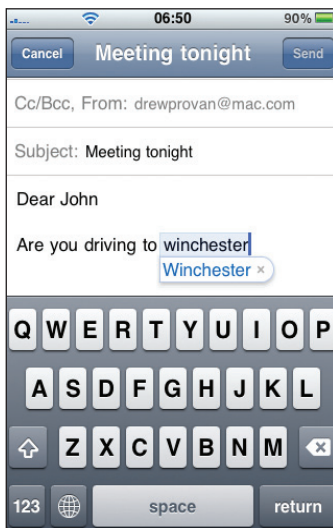 06:50 90%
Cancel Meeting tonight Send
Cc/Bcc, From: drewprovan@mac.com
Subject: Meeting tonight
Dear John
Are you driving to winchester
Winchester ×
Q W E R T Y U I O P
A S D F G H J K L
Z X C V B N M
123 space return